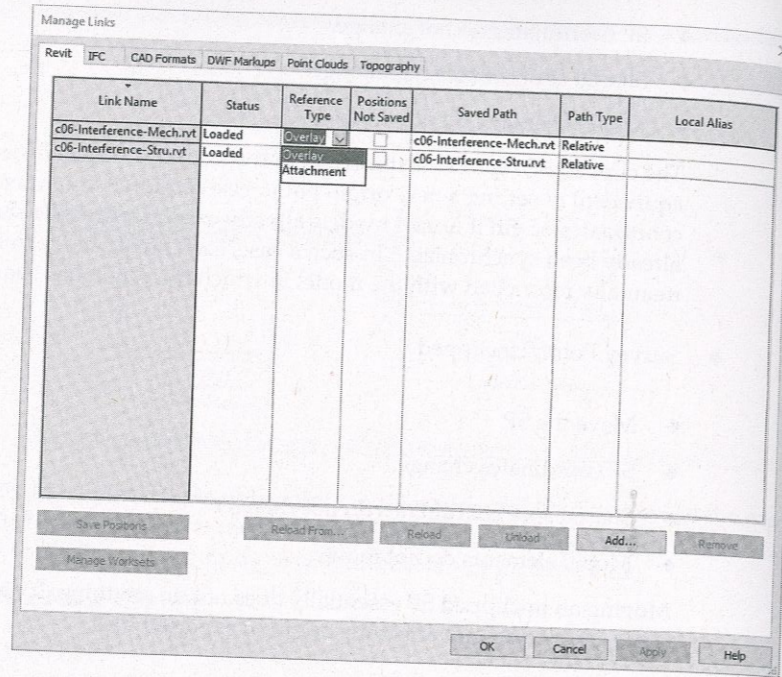 Manage Links
Revit IFC CAD Formats DWF Markups Point Clouds Topography
Link Name Status Reference Type Positions Not Saved Saved Path Path Type Local Alias
c06-Interference-Mech.rvt Loaded Overlay c06-Interference-Mech.rvt Relative
c06-Interference-Stru.rvt Loaded Overlay c06-Interference-Stru.rvt Relative
Attachment
Save Positions Reload From... Reload Unload Add... Remove
Manage Worksets
OK Cancel Apply Help